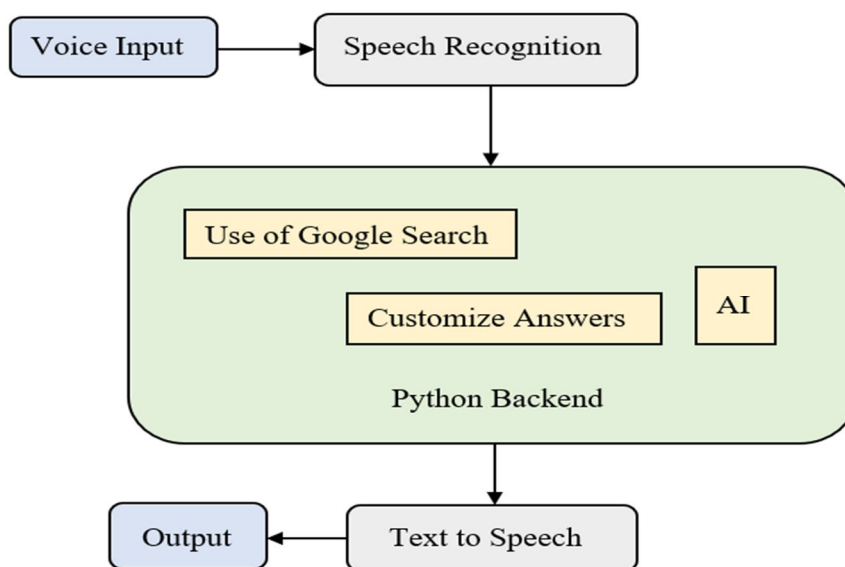 Voice Input
Speech Recognition
Use of Google Search
AI
Customize Answers
Python Backend
Output
Text to Speech